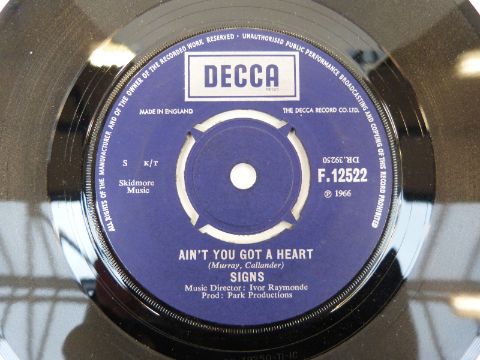 ALL RIGHTS OF THE MANUFACTURER AND OF THE OWNER OF THE RECORDED WORK RESERVED - UNAUTHORISED PUBLIC PERFORMANCE BROADCASTING AND COPYING OF THIS RECORD PROHIBITED
DECCA
MADE IN ENGLAND
THE DECCA RECORD CO. LTD.
S K/T
DR. 39250
Skidmore
Music
F.12522
℗ 1966
AIN'T YOU GOT A HEART
(Murray, Callander)
SIGNS
Music Director: Ivor Raymonde
Prod: Park Productions